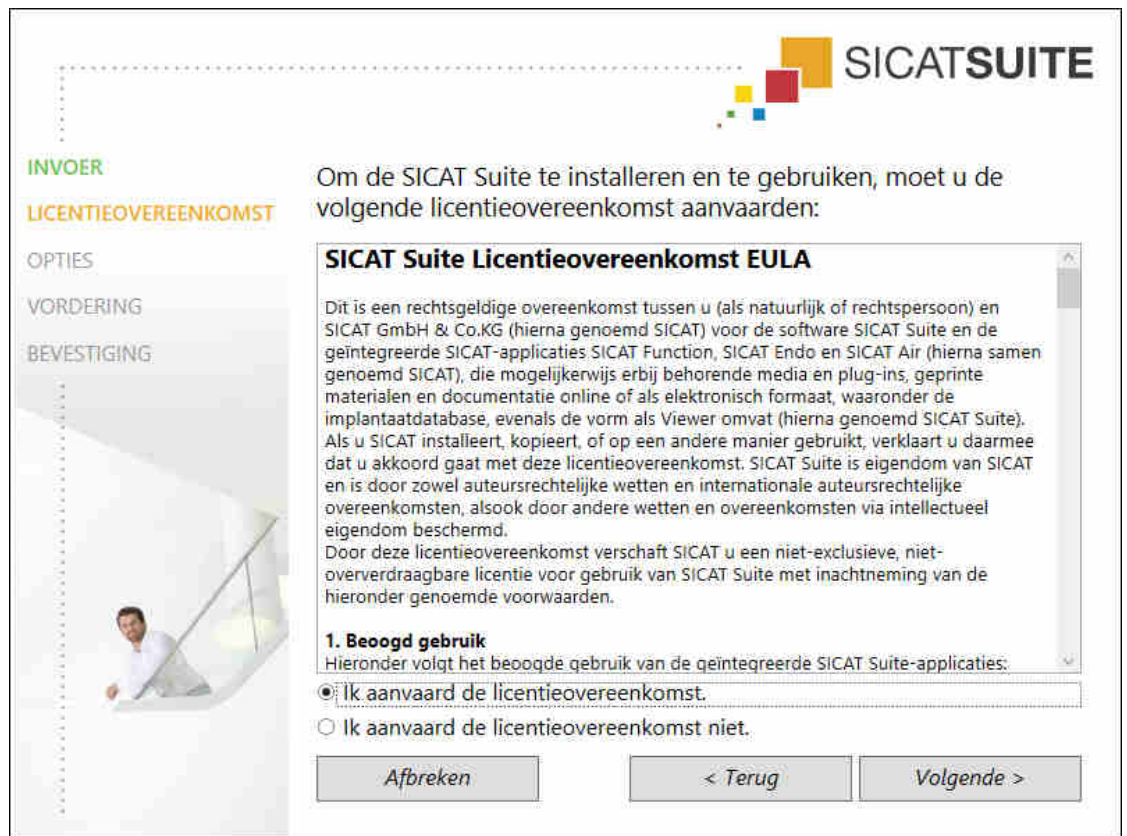 SICATSUITE
INVOER
LICENTIEOVEREENKOMST
OPTIES
VORDERING
BEVESTIGING
Om de SICAT Suite te installeren en te gebruiken, moet u de
volgende licentieovereenkomst aanvaarden:
SICAT Suite Licentieovereenkomst EULA
Dit is een rechtsgeldige overeenkomst tussen u (als natuurlijk of rechtspersoon) en
SICAT GmbH & Co.KG (hierna genoemd SICAT) voor de software SICAT Suite en de
geïntegreerde SICAT-applicaties SICAT Function, SICAT Endo en SICAT Air (hierna samen
genoemd SICAT), die mogelijkerwijs erbij behorende media en plug-ins, geprinte
materialen en documentatie online of als elektronisch formaat, waaronder de
implantaatdatabase, evenals de vorm als Viewer omvat (hierna genoemd SICAT Suite).
Als u SICAT installeert, kopieert, of op een andere manier gebruikt, verklaart u daarmee
dat u akkoord gaat met deze licentieovereenkomst. SICAT Suite is eigendom van SICAT
en is door zowel auteursrechtelijke wetten en internationale auteursrechtelijke
overeenkomsten, alsook door andere wetten en overeenkomsten via intellectueel
eigendom beschermd.
Door deze licentieovereenkomst verschaft SICAT u een niet-exclusieve, niet-
oververdraagbare licentie voor gebruik van SICAT Suite met inachtneming van de
hieronder genoemde voorwaarden.
1. Beoogd gebruik
Hieronder volgt het beoogde gebruik van de geïntegreerde SICAT Suite-applicaties:
Ik aanvaard de licentieovereenkomst.
Ik aanvaard de licentieovereenkomst niet.
Afbreken
< Terug
Volgende >